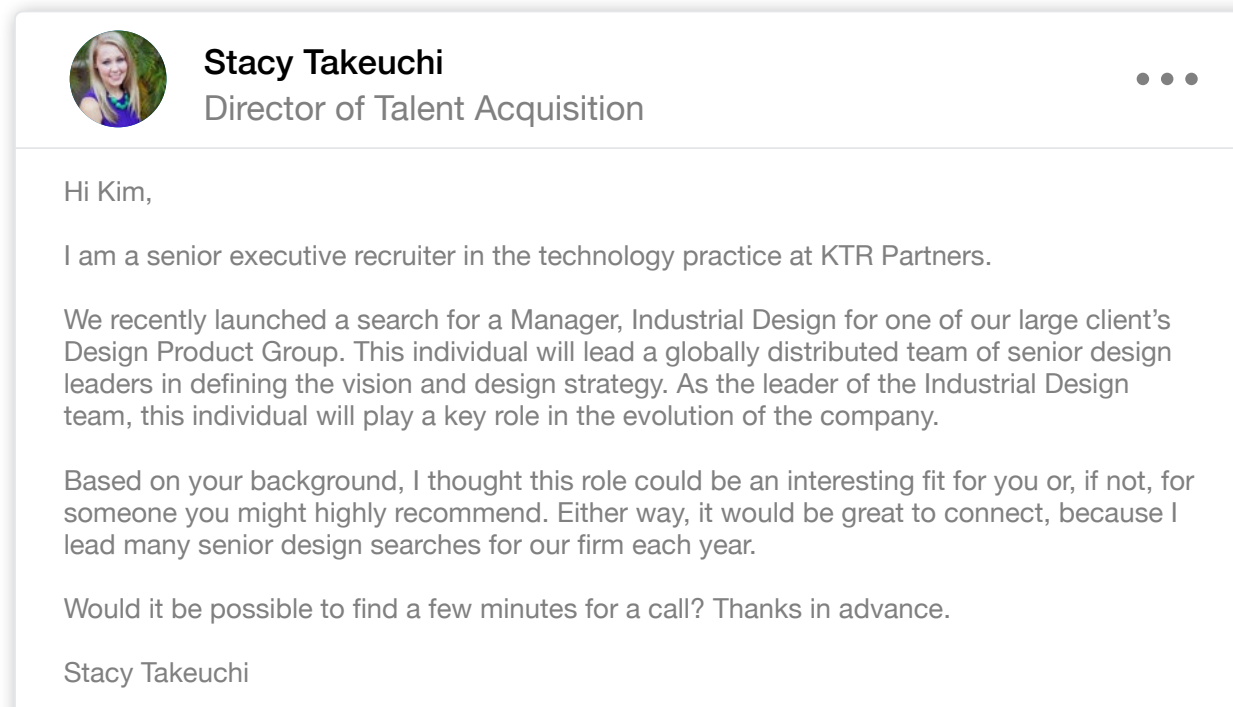 Stacy Takeuchi
Director of Talent Acquisition
Hi Kim,
I am a senior executive recruiter in the technology practice at KTR Partners.
We recently launched a search for a Manager, Industrial Design for one of our large client’s
Design Product Group. This individual will lead a globally distributed team of senior design
leaders in defining the vision and design strategy. As the leader of the Industrial Design
team, this individual will play a key role in the evolution of the company.
Based on your background, I thought this role could be an interesting fit for you or, if not, for
someone you might highly recommend. Either way, it would be great to connect, because I
lead many senior design searches for our firm each year.
Would it be possible to find a few minutes for a call? Thanks in advance.
Stacy Takeuchi